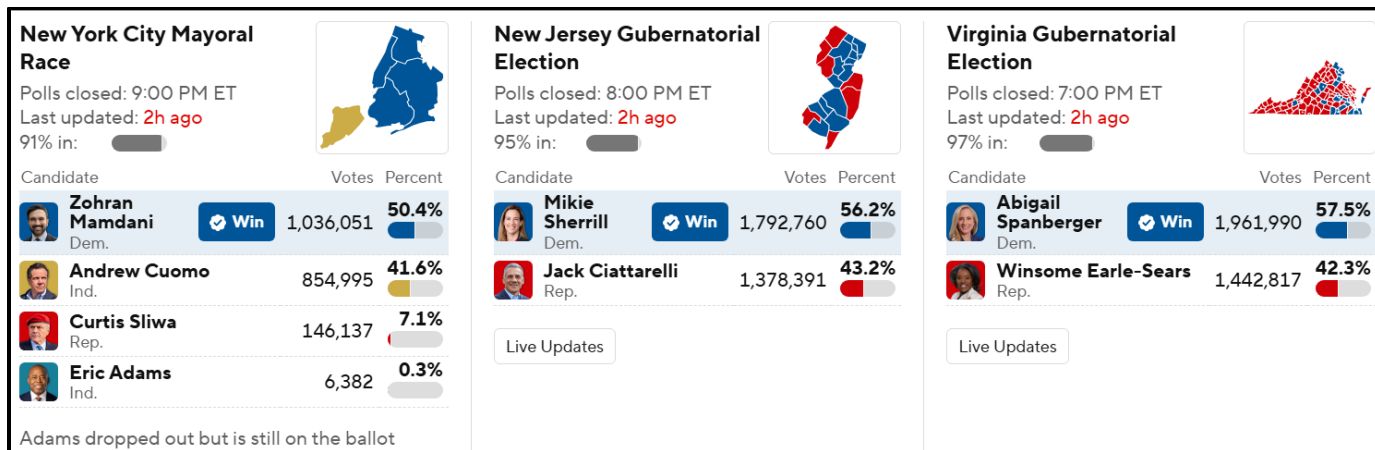 New York City Mayoral
Race
Polls closed: 9:00 PM ET
Last updated: 2h ago
91% in:
Candidate Votes Percent
Zohran
Mamdani
Dem.
Win 1,036,051 50.4%
Andrew Cuomo
Ind.
854,995 41.6%
Curtis Sliwa
Rep.
146,137 7.1%
Eric Adams
Ind.
6,382 0.3%
Adams dropped out but is still on the ballot
New Jersey Gubernatorial
Election
Polls closed: 8:00 PM ET
Last updated: 2h ago
95% in:
Candidate Votes Percent
Mikie
Sherrill
Dem.
Win 1,792,760 56.2%
Jack Ciattarelli
Rep.
1,378,391 43.2%
Live Updates
Virginia Gubernatorial
Election
Polls closed: 7:00 PM ET
Last updated: 2h ago
97% in:
Candidate Votes Percent
Abigail
Spanberger
Dem.
Win 1,961,990 57.5%
Winsome Earle-Sears
Rep.
1,442,817 42.3%
Live Updates